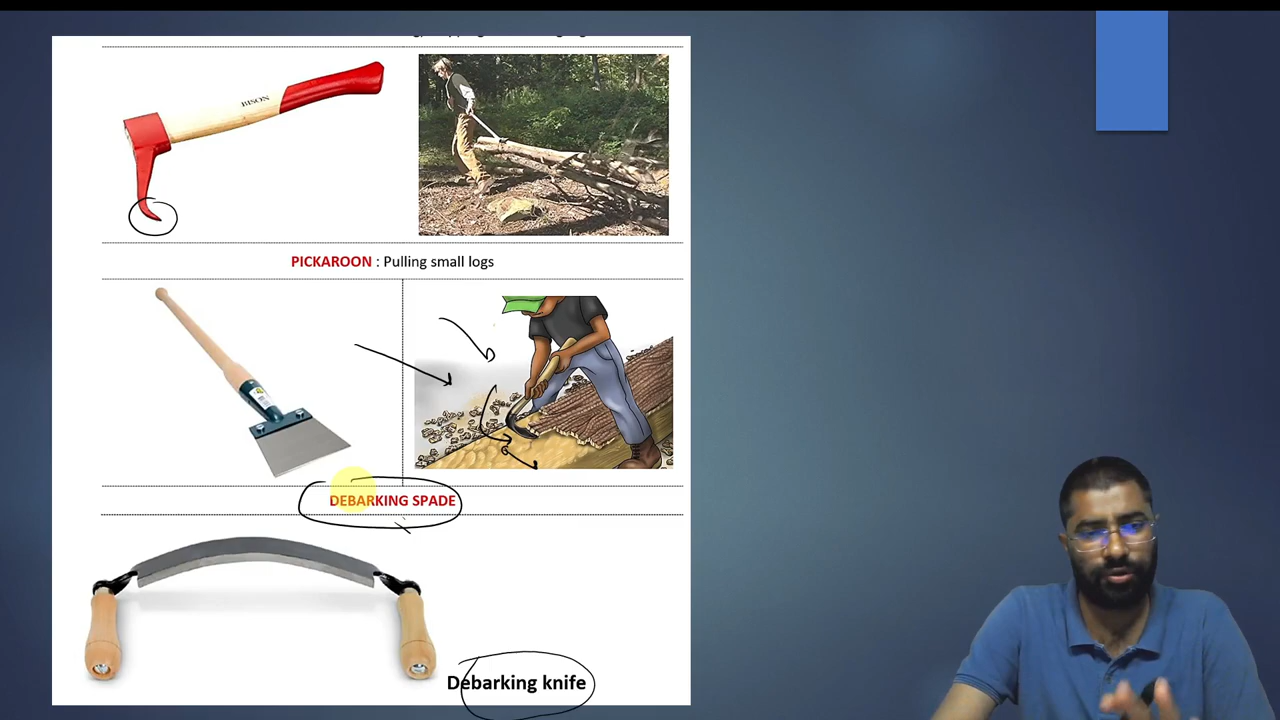 BISON
PICKAROON : Pulling small logs
DEBARKING SPADE
Debarking knife